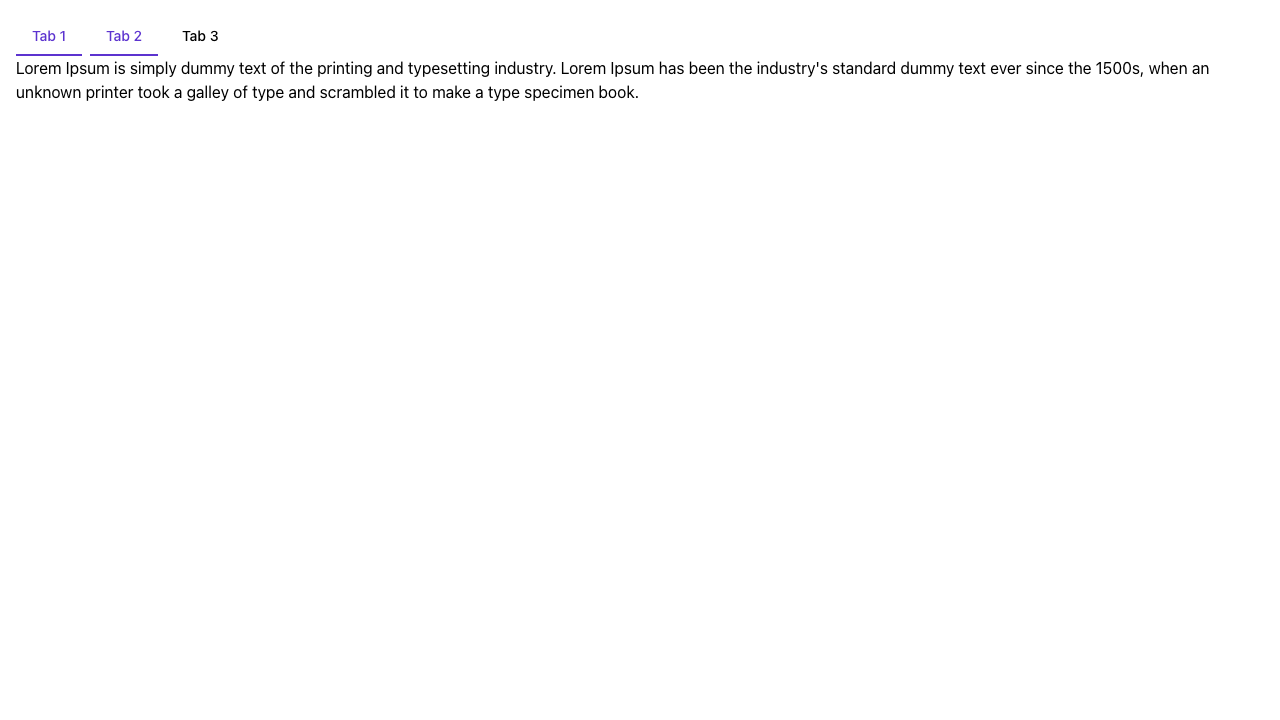 Tab 1 Tab 2 Tab 3
Lorem Ipsum is simply dummy text of the printing and typesetting industry. Lorem Ipsum has been the industry's standard dummy text ever since the 1500s, when an
unknown printer took a galley of type and scrambled it to make a type specimen book.